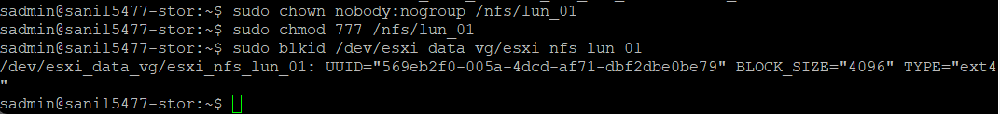 sadmin@sanil5477-stor:~$ sudo chown nobody:nogroup /nfs/lun_01
sadmin@sanil5477-stor:~$ sudo chmod 777 /nfs/lun_01
sadmin@sanil5477-stor:~$ sudo blkid /dev/esxi_data_vg/esxi_nfs_lun_01
/dev/esxi_data_vg/esxi_nfs_lun_01: UUID="569eb2f0-005a-4dcd-af71-dbf2dbe0be79" BLOCK_SIZE="4096" TYPE="ext4
"
sadmin@sanil5477-stor:~$